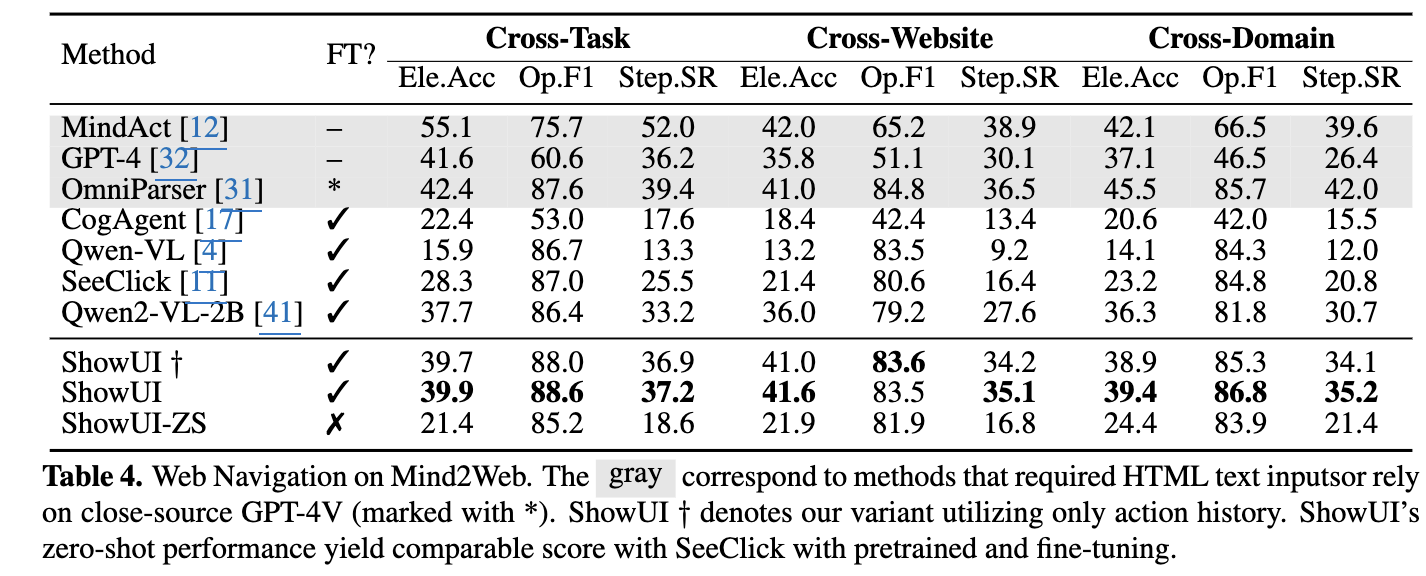 Method FT? Cross-Task Cross-Website Cross-Domain
Ele.Acc Op.F1 Step.SR Ele.Acc Op.F1 Step.SR Ele.Acc Op.F1 Step.SR
MindAct [12] – 55.1 75.7 52.0 42.0 65.2 38.9 42.1 66.5 39.6
GPT-4 [32] – 41.6 60.6 36.2 35.8 51.1 30.1 37.1 46.5 26.4
OmniParser [31] * 42.4 87.6 39.4 41.0 84.8 36.5 45.5 85.7 42.0
CogAgent [17] ✓ 22.4 53.0 17.6 18.4 42.4 13.4 20.6 42.0 15.5
Qwen-VL [4] ✓ 15.9 86.7 13.3 13.2 83.5 9.2 14.1 84.3 12.0
SeeClick [11] ✓ 28.3 87.0 25.5 21.4 80.6 16.4 23.2 84.8 20.8
Qwen2-VL-2B [41] ✓ 37.7 86.4 33.2 36.0 79.2 27.6 36.3 81.8 30.7
ShowUI † ✓ 39.7 88.0 36.9 41.0 83.6 34.2 38.9 85.3 34.1
ShowUI ✓ 39.9 88.6 37.2 41.6 83.5 35.1 39.4 86.8 35.2
ShowUI-ZS ✗ 21.4 85.2 18.6 21.9 81.9 16.8 24.4 83.9 21.4
Table 4. Web Navigation on Mind2Web. The gray correspond to methods that required HTML text inputsor rely
on close-source GPT-4V (marked with *). ShowUI † denotes our variant utilizing only action history. ShowUI's
zero-shot performance yield comparable score with SeeClick with pretrained and fine-tuning.